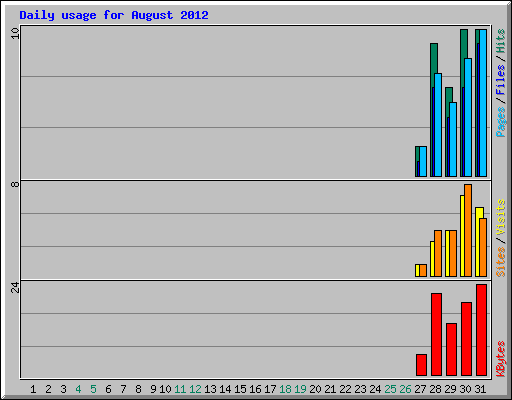 Daily usage for August 2012
10
Pages/Files/Hits
8
Sites/Visits
24
KBytes
1 2 3 4 5 6 7 8 9 10 11 12 13 14 15 16 17 18 19 20 21 22 23 24 25 26 27 28 29 30 31